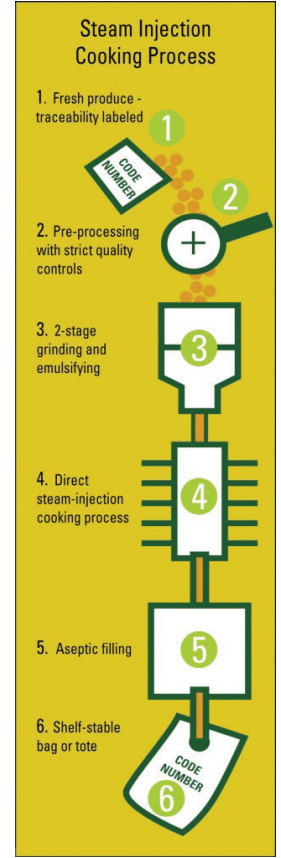 Steam Injection
Cooking Process
1. Fresh produce -
traceability labeled
1
CODE
NUMBER
2
2. Pre-processing
with strict quality
controls
3. 2-stage
grinding and
emulsifying
3
4. Direct
steam-injection
cooking process
4
5. Aseptic filling
5
6. Shelf-stable
bag or tote
CODE
NUMBER
6